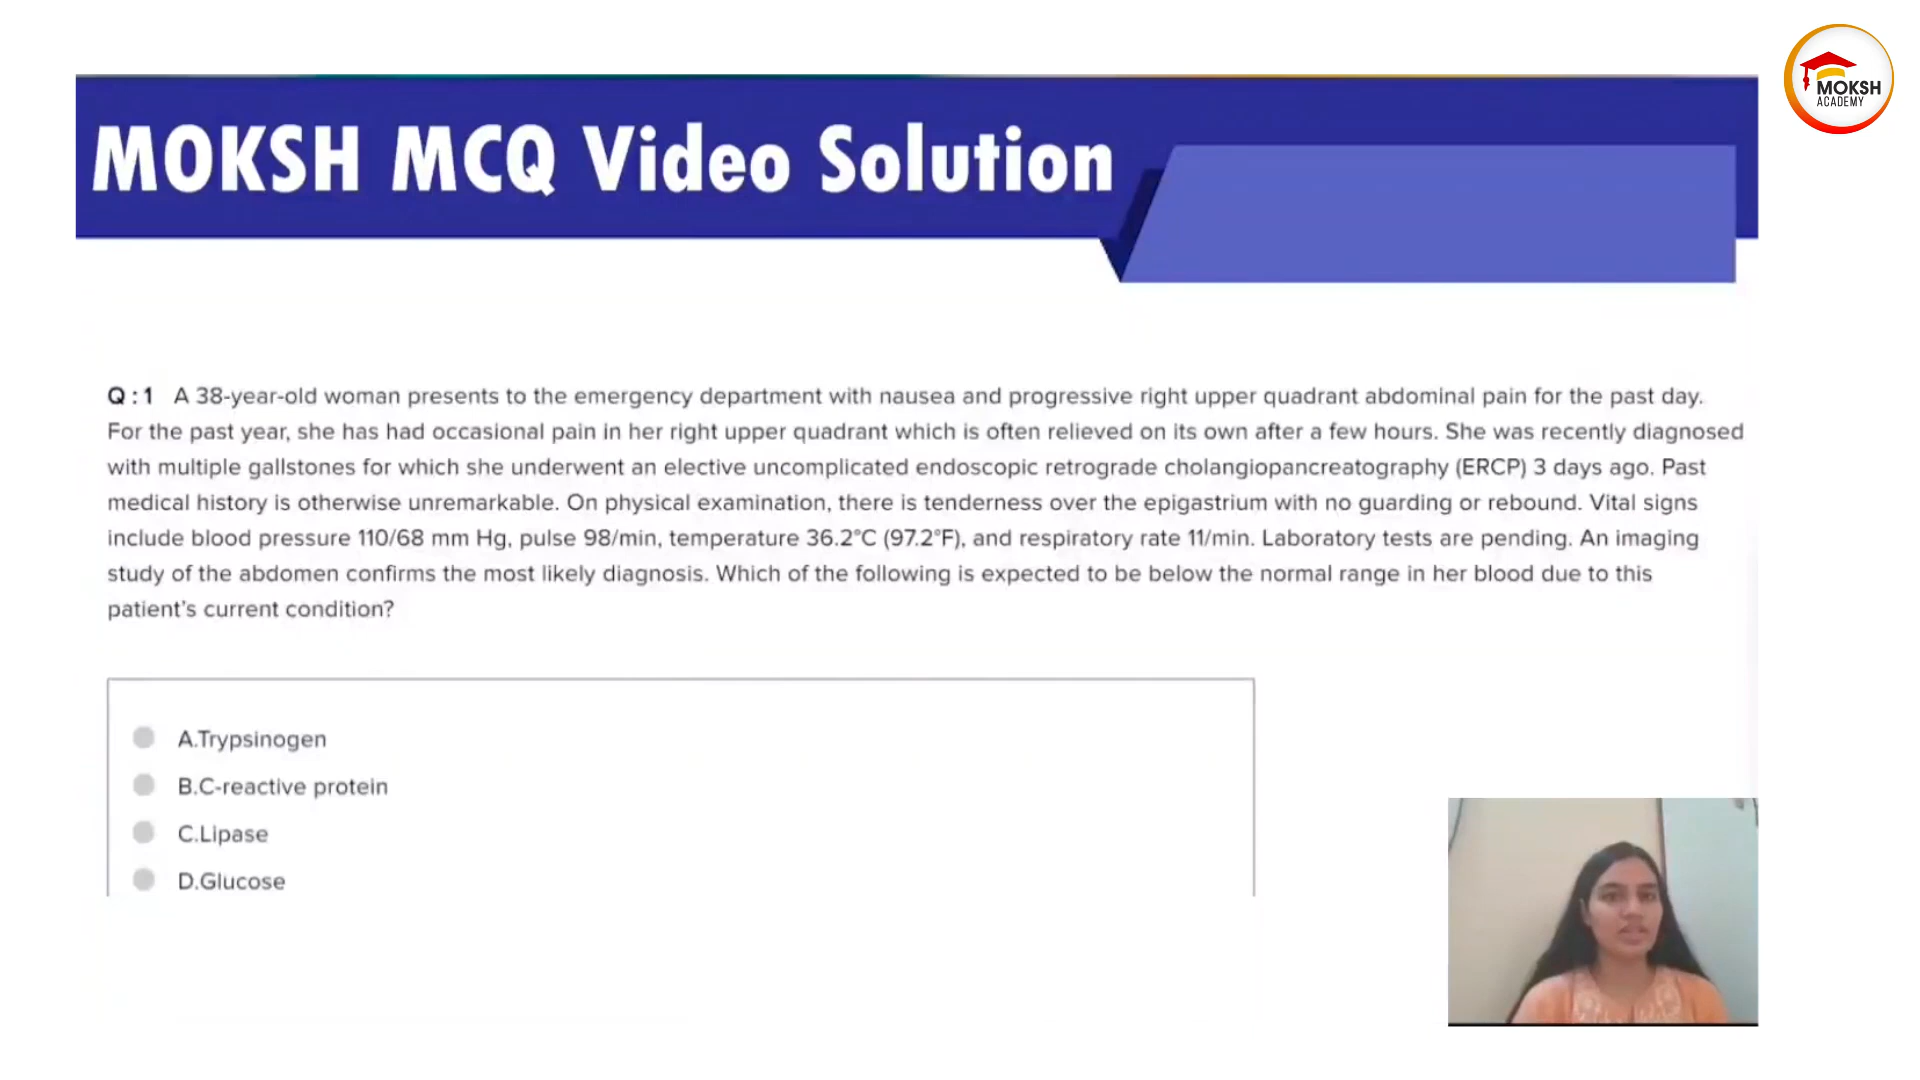 MOKSH
ACADEMY
MOKSH MCQ Video Solution
Q : 1 A 38-year-old woman presents to the emergency department with nausea and progressive right upper quadrant abdominal pain for the past day.
For the past year, she has had occasional pain in her right upper quadrant which is often relieved on its own after a few hours. She was recently diagnosed
with multiple gallstones for which she underwent an elective uncomplicated endoscopic retrograde cholangiopancreatography (ERCP) 3 days ago. Past
medical history is otherwise unremarkable. On physical examination, there is tenderness over the epigastrium with no guarding or rebound. Vital signs
include blood pressure 110/68 mm Hg, pulse 98/min, temperature 36.2°C (97.2°F), and respiratory rate 11/min. Laboratory tests are pending. An imaging
study of the abdomen confirms the most likely diagnosis. Which of the following is expected to be below the normal range in her blood due to this
patient's current condition?
A.Trypsinogen
B.C-reactive protein
C.Lipase
D.Glucose